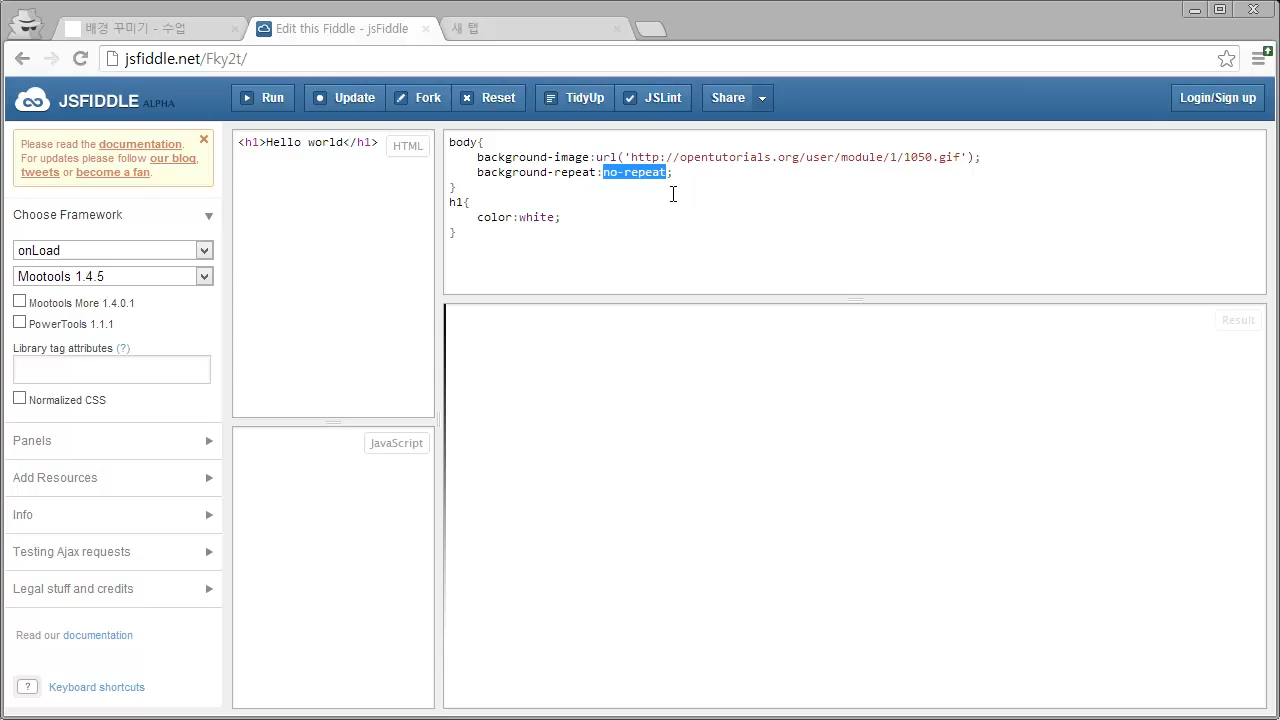 배경 꾸미기 - 수업
Edit this Fiddle - jsFiddle
새 탭
jsfiddle.net/Fky2t/
JSFIDDLE ALPHA
Run
Update
Fork
Reset
TidyUp
JSLint
Share
Login/Sign up
Please read the documentation.
For updates please follow our blog,
tweets or become a fan.
Choose Framework
onLoad
Mootools 1.4.5
Mootools More 1.4.0.1
PowerTools 1.1.1
Library tag attributes (?)
Normalized CSS
Panels
Add Resources
Info
Testing Ajax requests
Legal stuff and credits
Read our documentation
? Keyboard shortcuts
<h1>Hello world</h1>
HTML
JavaScript
body{
background-image:url('http://opentutorials.org/user/module/1/1050.gif');
background-repeat:no-repeat;
}
h1{
color:white;
}
Result